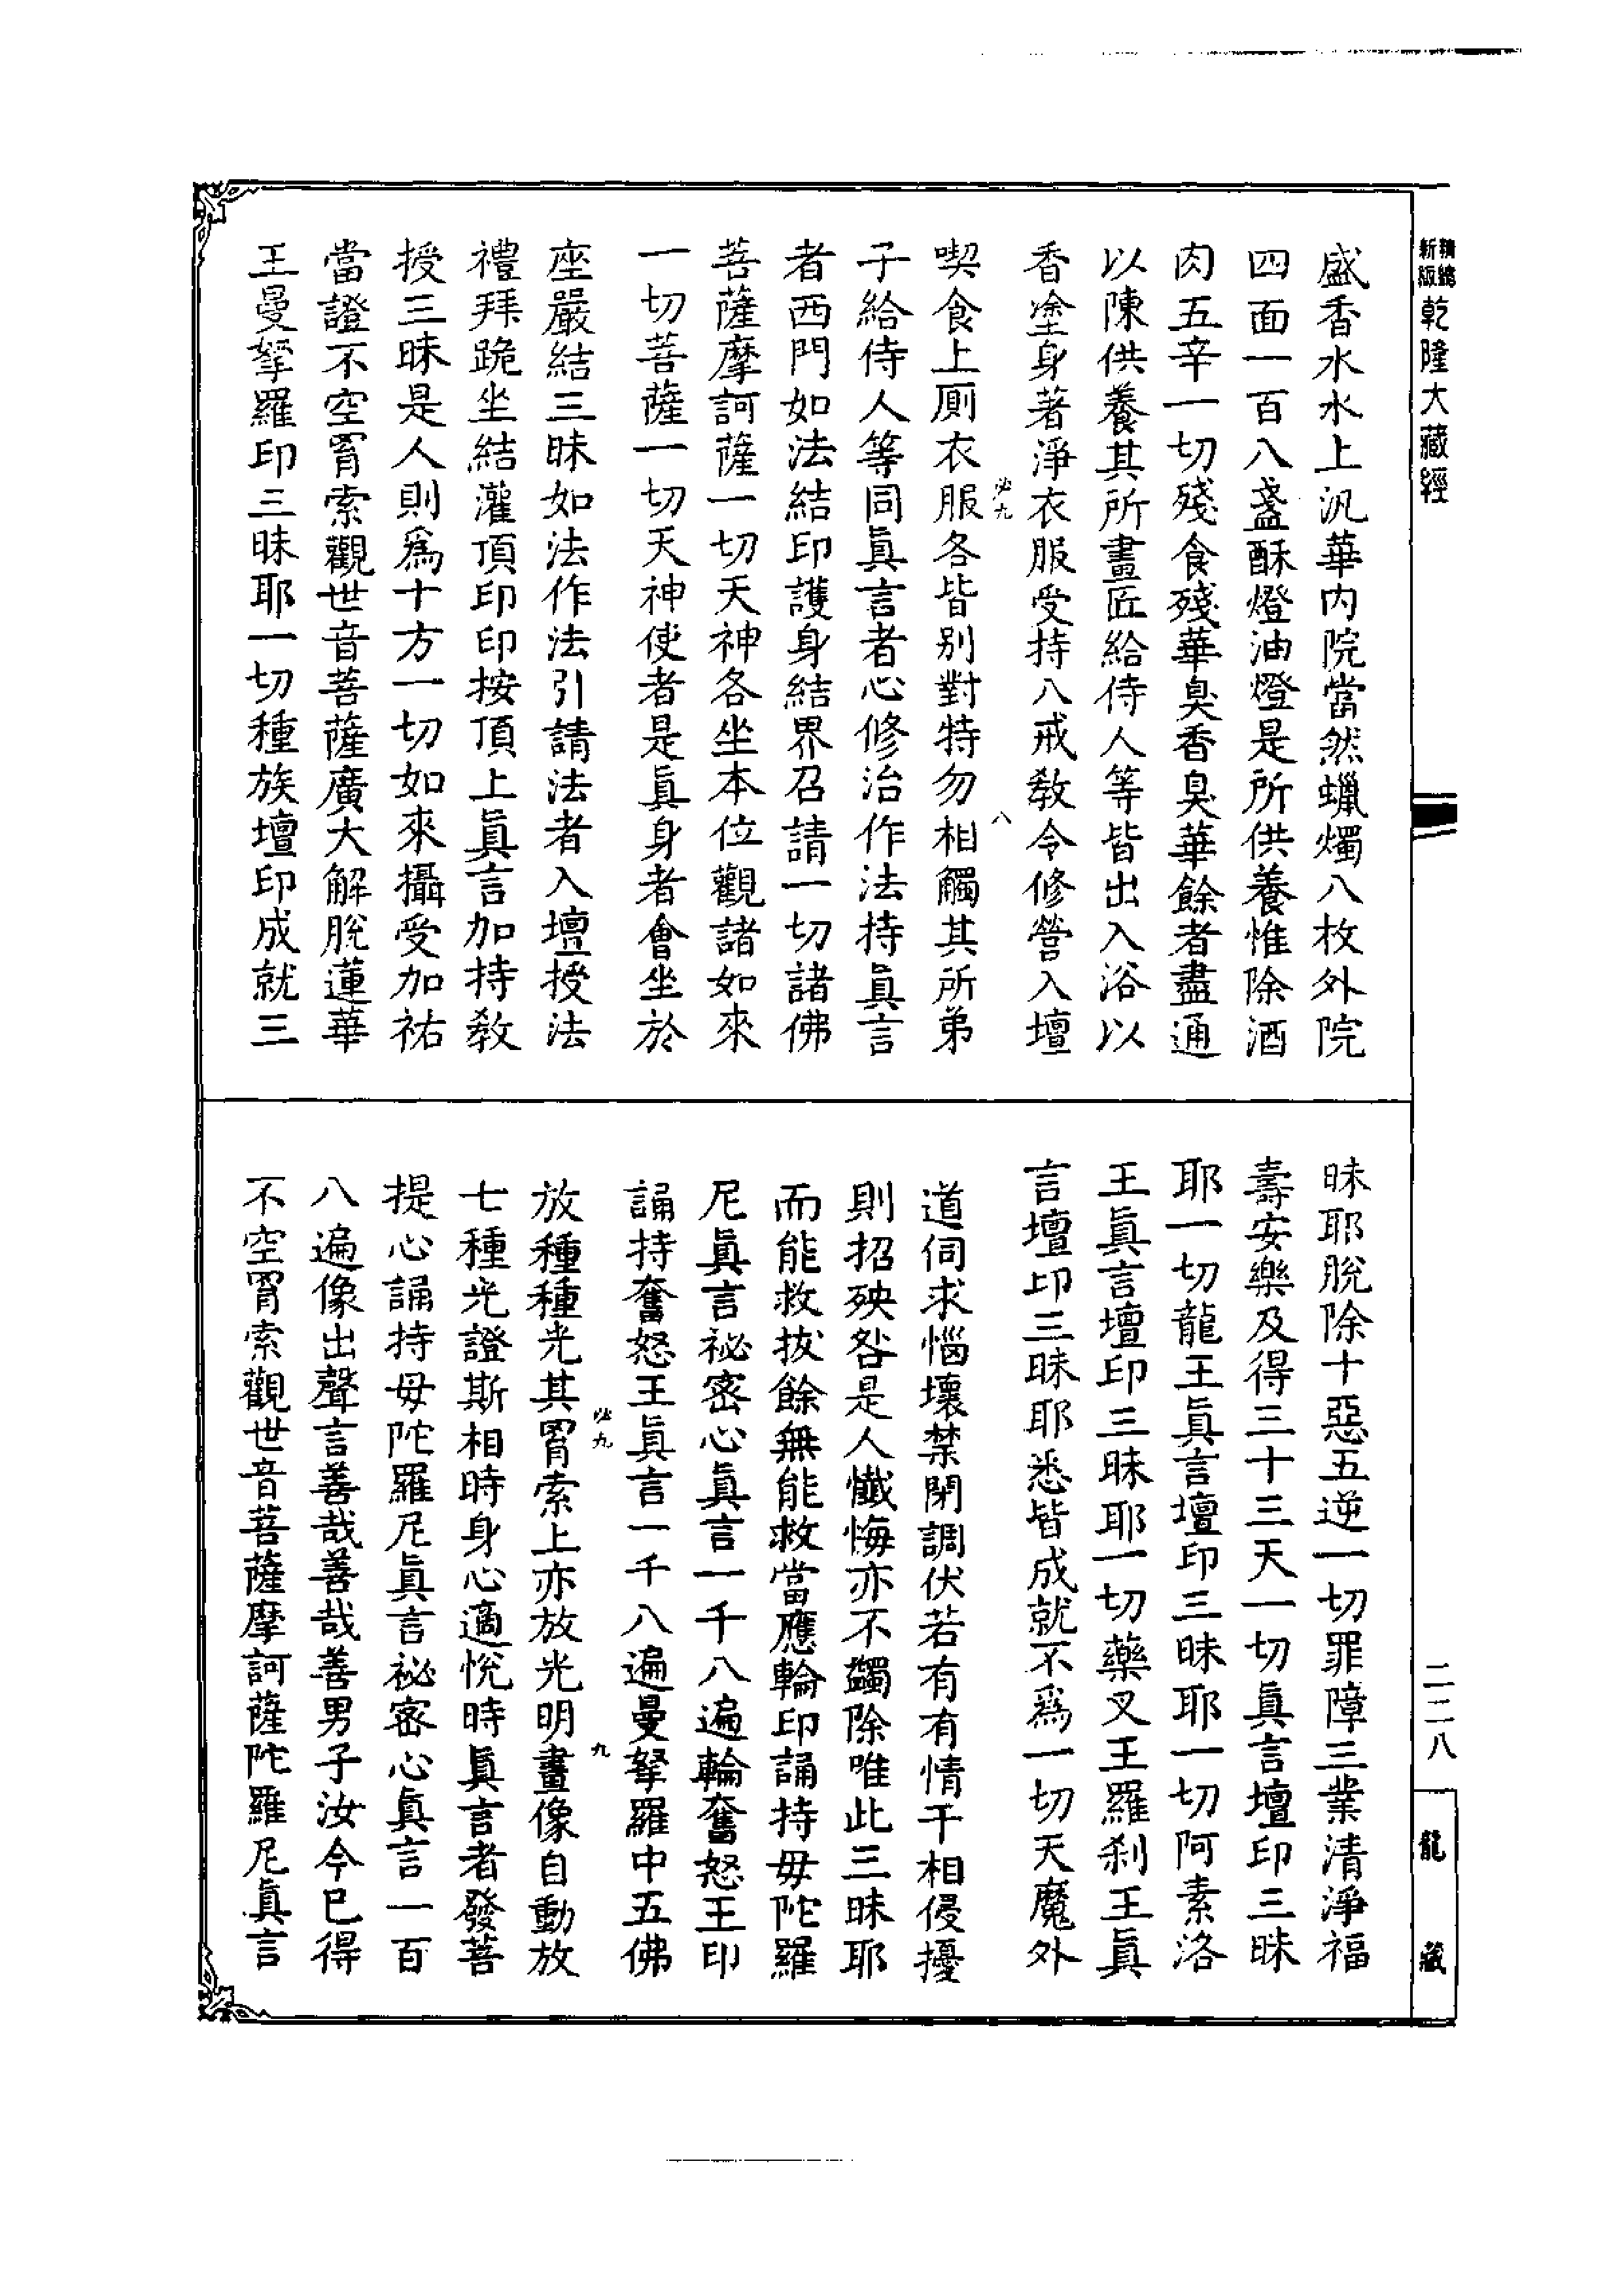 新編
縮版
乾隆大藏經
盛香水水上汎華内院當然蠟燭八枚外院
四面一百八盞酥燈油燈是所供養惟除酒
肉五辛一切殘食殘華臭香臭華餘者盡通
以陳供養其所畫匠給侍人等皆出入浴以
香塗身著淨衣服受持八戒教令修營入壇
必九
八
喫食上厠衣服各皆别對特勿相觸其所弟
子給侍人等同眞言者心修治作法持眞言
者西門如法結印護身結界召請一切諸佛
菩薩摩訶薩一切天神各坐本位觀諸如來
一切菩薩一切天神使者是眞身者會坐於
座嚴結三昧如法作法引請法者入壇授法
禮拜跪坐結灌頂印印按頂上眞言加持教
授三昧是人則爲十方一切如來攝受加祐
當證不空罥索觀世音菩薩廣大解脫蓮華
王曼拏羅印三昧耶一切種族壇印成就三
昧耶脫除十惡五逆一切罪障三業清淨福
壽安樂及得三十三天一切眞言壇印三昧
耶一切龍王眞言壇印三昧耶一切阿素洛
王眞言壇印三昧耶一切藥叉王羅刹王眞
言壇印三昧耶悉皆成就不爲一切天魔外
道伺求惱壞禁閉調伏若有有情干相侵擾
則招殃咎是人懺悔亦不蠲除唯此三昧耶
而能救拔餘無能救當應輪印誦持母陀羅
尼眞言祕密心眞言一千八遍輪奮怒王印
誦持奮怒王眞言一千八遍曼拏羅中五佛
必九
九
放種種光其罥索上亦放光明畫像自動放
七種光證斯相時身心適悅時眞言者發菩
提心誦持母陀羅尼眞言祕密心眞言一百
八遍像出聲言善哉善哉善男子汝今已得
不空罥索觀世音菩薩摩訶薩陀羅尼眞言
二二八
龍藏